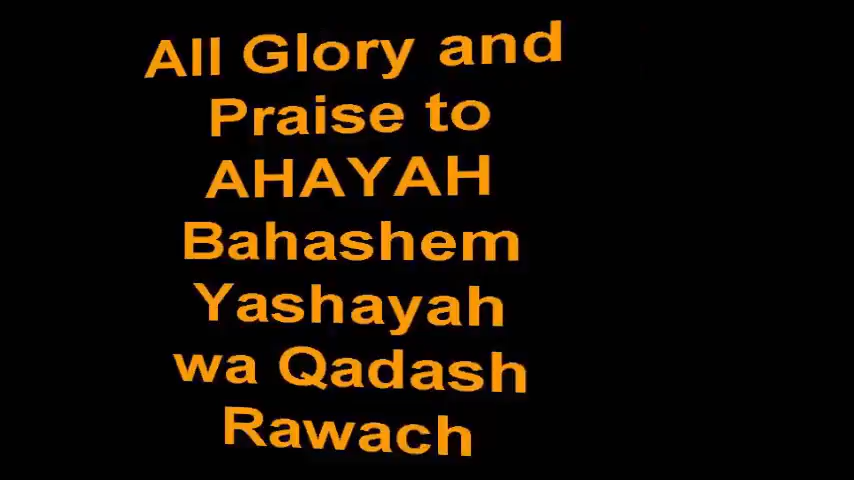 All Glory and
Praise to
AHAYAH
Bahashem
Yashayah
wa Qadash
Rawach